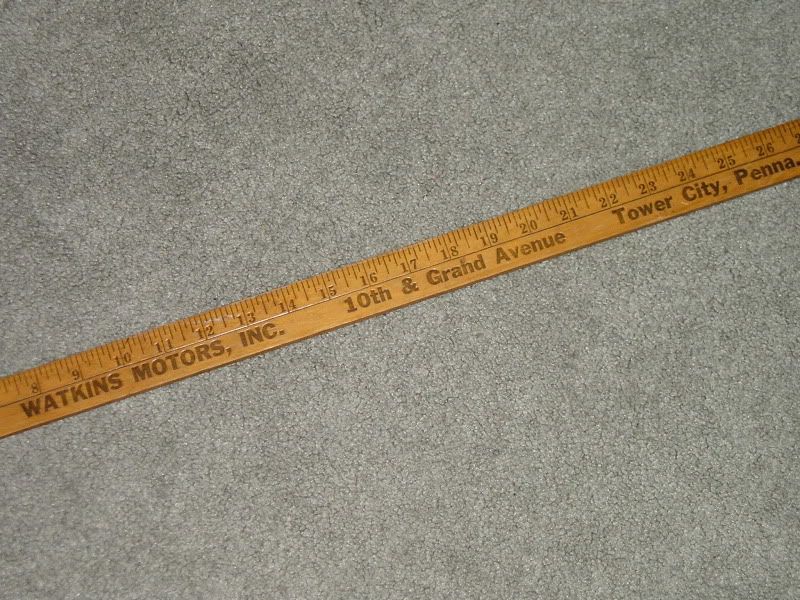 8 9 10 11 12 13 14 15 16 17 18 19 20 21 22 23 24 25 26
WATKINS MOTORS, INC. 10th & Grand Avenue Tower City, Penna.